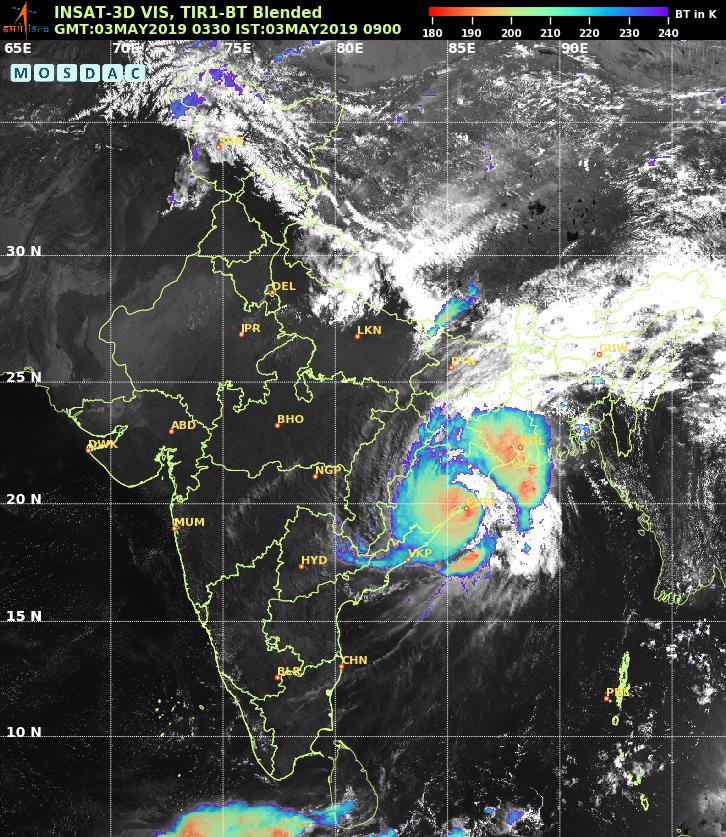 INSAT-3D VIS, TIR1-BT Blended
GMT:03MAY2019 0330 IST:03MAY2019 0900
BT in K
180 190 200 210 220 230 240
65E 70E 75E 80E 85E 90E
MOSDAC
30 N
DEL
JPR
LKN
GUW
PTN
25 N
ABD
BHO
DWK
KOL
NGP
20 N
MUM
VKP
HYD
15 N
CHN
BLR
PBL
10 N